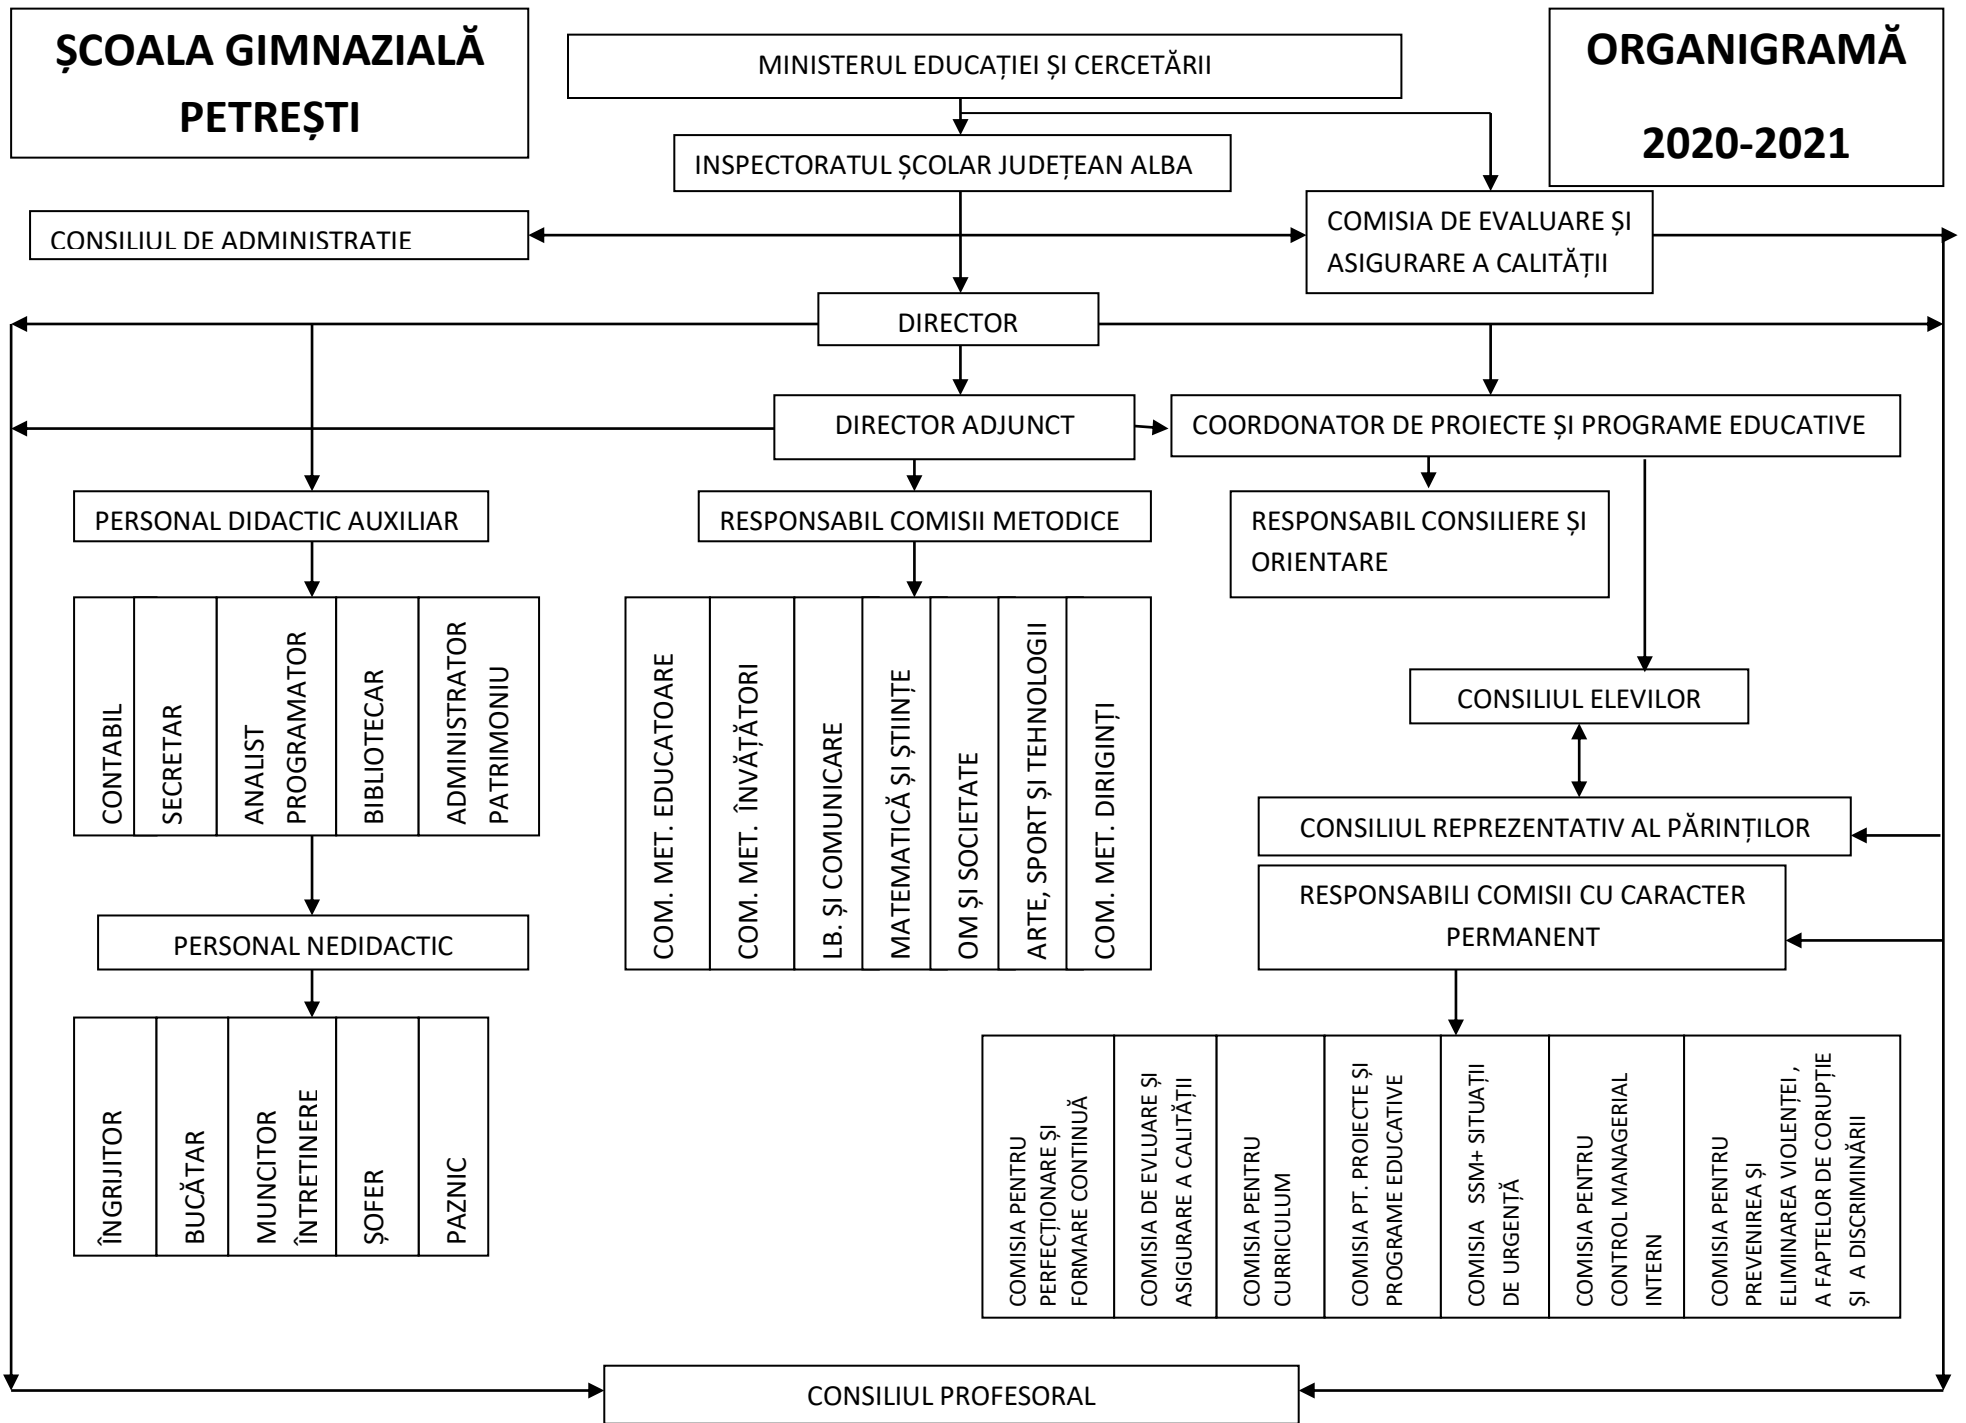 ȘCOALA GIMNAZIALĂ
PETREȘTI
MINISTERUL EDUCAȚIEI ȘI CERCETĂRII
ORGANIGRAMĂ
2020-2021
INSPECTORATUL ȘCOLAR JUDEȚEAN ALBA
CONSILIUL DE ADMINISTRATIE
COMISIA DE EVALUARE ȘI
ASIGURARE A CALITĂȚII
DIRECTOR
DIRECTOR ADJUNCT
COORDONATOR DE PROIECTE ȘI PROGRAME EDUCATIVE
PERSONAL DIDACTIC AUXILIAR
RESPONSABIL COMISII METODICE
RESPONSABIL CONSILIERE ȘI
ORIENTARE
CONTABIL
SECRETAR
ANALIST
PROGRAMATOR
BIBLIOTECAR
ADMINISTRATOR
PATRIMONIU
COM. MET. EDUCATOARE
COM. MET. ÎNVĂȚĂTORI
LB. ȘI COMUNICARE
MATEMATICĂ ȘI ȘTIINȚE
OM ȘI SOCIETATE
ARTE, SPORT ȘI TEHNOLOGII
COM. MET. DIRIGINȚI
CONSILIUL ELEVILOR
CONSILIUL REPREZENTATIV AL PĂRINȚILOR
RESPONSABILI COMISII CU CARACTER
PERMANENT
PERSONAL NEDIDACTIC
ÎNGRIJITOR
BUCĂTAR
MUNCITOR
ÎNTRETINERE
ȘOFER
PAZNIC
COMISIA PENTRU
PERFECȚIONARE ȘI
FORMARE CONTINUĂ
COMISIA DE EVLUARE ȘI
ASIGURARE A CALITĂȚII
COMISIA PENTRU
CURRICULUM
COMISIA PT. PROIECTE ȘI
PROGRAME EDUCATIVE
COMISIA SSM+ SITUAȚII
DE URGENȚĂ
COMISIA PENTRU
CONTROL MANAGERIAL
INTERN
COMISIA PENTRU
PREVENIREA ȘI
ELIMINAREA VIOLENȚEI ,
A FAPTELOR DE CORUPȚIE
ȘI A DISCRIMINĂRII
CONSILIUL PROFESORAL